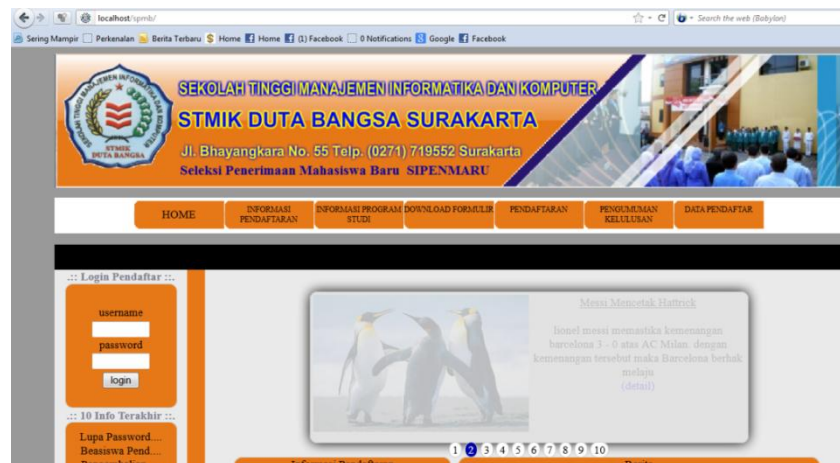 localhost/spmb/
Search the web (Babylon)
Sering Mampir Perkenalan Berita Terbaru Home Home (1) Facebook 0 Notifications Google Facebook
SEKOLAH TINGGI MANAJEMEN INFORMATIKA DAN KOMPUTER
STMIK DUTA BANGSA SURAKARTA
Jl. Bhayangkara No. 55 Telp. (0271) 719552 Surakarta
Seleksi Penerimaan Mahasiswa Baru SIPENMARU
STMIK
DUTA BANGSA
HOME
INFORMASI
PENDAFTARAN
INFORMASI PROGRAM
STUDI
DOWNLOAD FORMULIR
PENDAFTARAN
PENGUMUMAN
KELULUSAN
DATA PENDAFTAR
.:: Login Pendaftar ::.
username
password
login
.:: 10 Info Terakhir ::.
Lupa Password....
Beasiswa Pend....
Messi Mencetak Hattrick
lionel messi memastika kemenangan
barcelona 3 - 0 atas AC Milan. dengan
kemenangan tersebut maka Barcelona berhak
melaju
(detail)
1 2 3 4 5 6 7 8 9 10